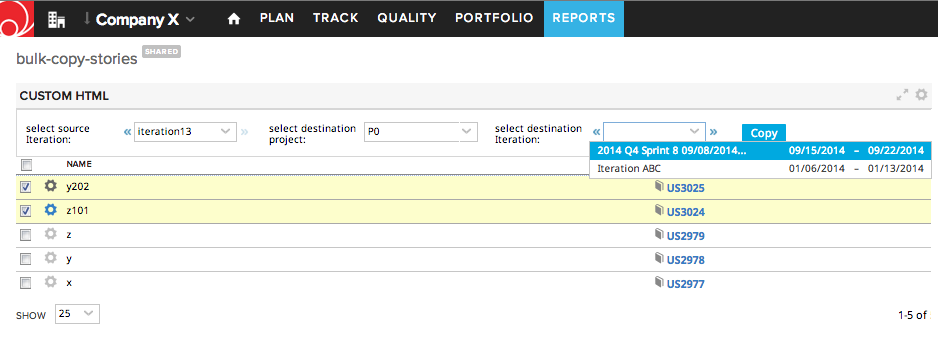 Company X PLAN TRACK QUALITY PORTFOLIO REPORTS
bulk-copy-stories SHARED
CUSTOM HTML
select source Iteration: « iteration13 » select destination project: P0 select destination Iteration: « » Copy
2014 Q4 Sprint 8 09/08/2014... 09/15/2014 – 09/22/2014
Iteration ABC 01/06/2014 – 01/13/2014
NAME
y202 US3025
z101 US3024
z US2979
y US2978
x US2977
SHOW 25 1-5 of